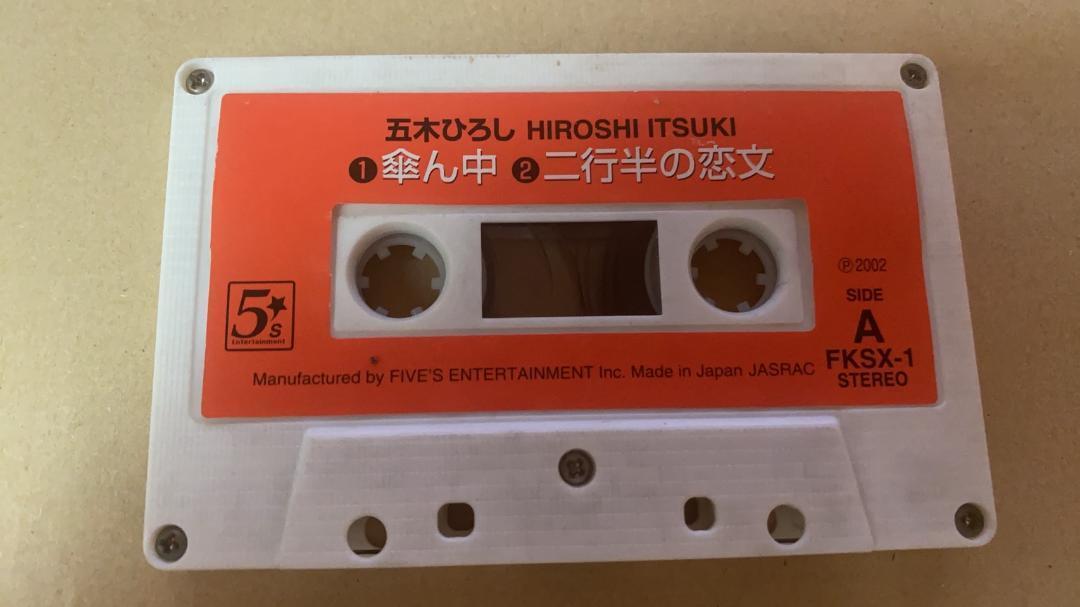 五木ひろし HIROSHI ITSUKI
❶傘ん中 ❷二行半の恋文
℗2002
SIDE
A
FKSX-1
STEREO
5's
Entertainment
Manufactured by FIVE'S ENTERTAINMENT Inc. Made in Japan JASRAC